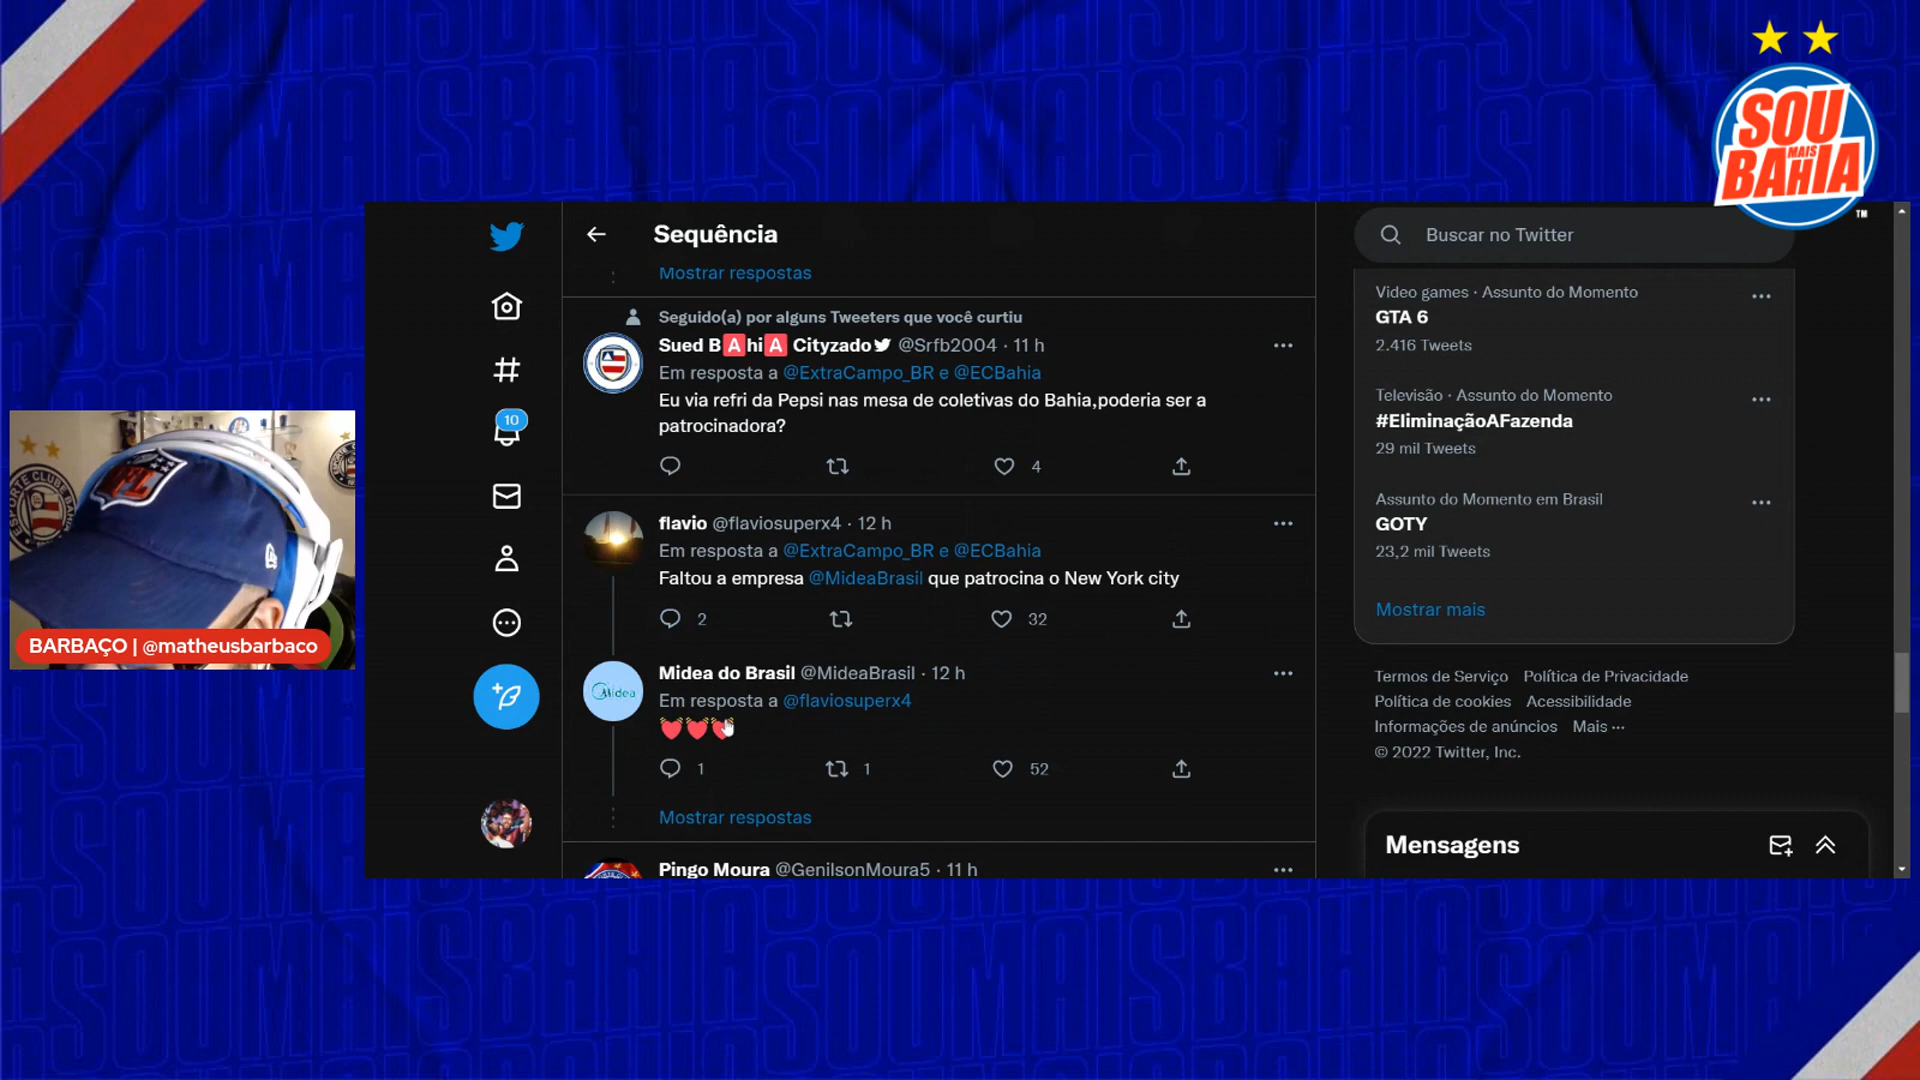 SOU
MAIS
BAHIA
TM
Sequência
Mostrar respostas
Seguido(a) por alguns Tweeters que você curtiu
Sued B🅰hi🅰 Cityzado @Srfb2004 · 11 h
Em resposta a @ExtraCampo_BR e @ECBahia
Eu via refri da Pepsi nas mesa de coletivas do Bahia,poderia ser a
patrocinadora?
4
flavio @flaviosuperx4 · 12 h
Em resposta a @ExtraCampo_BR e @ECBahia
Faltou a empresa @MideaBrasil que patrocina o New York city
2
32
Midea
Midea do Brasil @MideaBrasil · 12 h
Em resposta a @flaviosuperx4
💓💓💓
1
1
52
Mostrar respostas
Pingo Moura @GenilsonMoura5 · 11 h
10
Buscar no Twitter
Video games · Assunto do Momento
GTA 6
2.416 Tweets
Televisão · Assunto do Momento
#EliminaçãoAFazenda
29 mil Tweets
Assunto do Momento em Brasil
GOTY
23,2 mil Tweets
Mostrar mais
Termos de Serviço Política de Privacidade
Política de cookies Acessibilidade
Informações de anúncios Mais ···
© 2022 Twitter, Inc.
Mensagens
ESPORTE CLUBE BAHIA
NFL
BARBAÇO | @matheusbarbaco